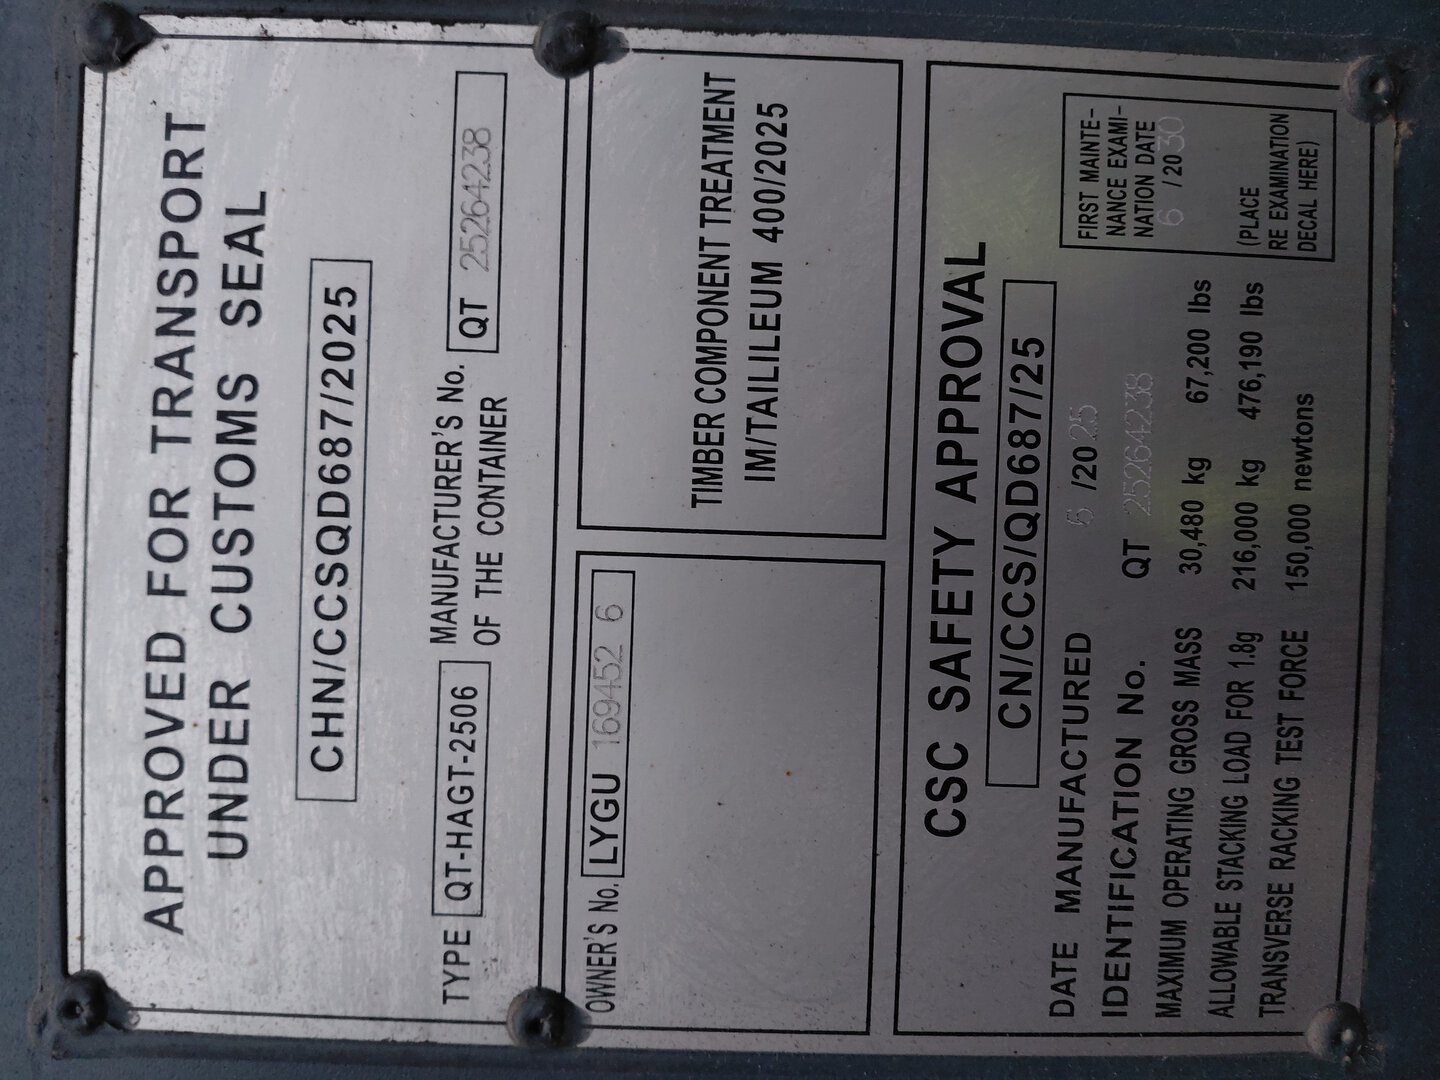 APPROVED FOR TRANSPORT
UNDER CUSTOMS SEAL
CHN/CCSQD687/2025
TYPE QT-HAGT-2506 MANUFACTURER'S No. QT 25264238
OF THE CONTAINER
OWNER'S No. LYGU 169452 6
TIMBER COMPONENT TREATMENT
IM/TAILILEUM 400/2025
CSC SAFETY APPROVAL
CN/CCS/QD687/25
DATE MANUFACTURED 6 /2025
IDENTIFICATION No. QT 25264238
MAXIMUM OPERATING GROSS MASS 30,480 kg 67,200 lbs
ALLOWABLE STACKING LOAD FOR 1.8g 216,000 kg 476,190 lbs
TRANSVERSE RACKING TEST FORCE 150,000 newtons
FIRST MAINTE-
NANCE EXAMI-
NATION DATE
6 /2030
(PLACE
RE EXAMINATION
DECAL HERE)